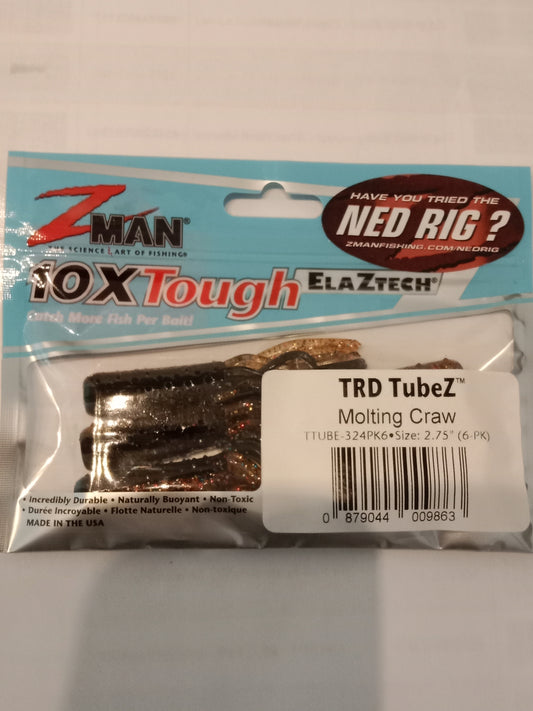 HAVE YOU TRIED THE
NED RIG?
ZMANFISHING.COM/NEDRIG
ZMAN®
THE SCIENCE & ART OF FISHING®
10XTough ELAZTECH®
Catch More Fish Per Bait!
TRD TubeZ™
Molting Craw
TTUBE-324PK6•Size: 2.75" (6-PK)
0 879044 009863
• Incredibly Durable • Naturally Buoyant • Non-Toxic
• Durée Incroyable • Flotte Naturelle • Non-toxique
MADE IN THE USA